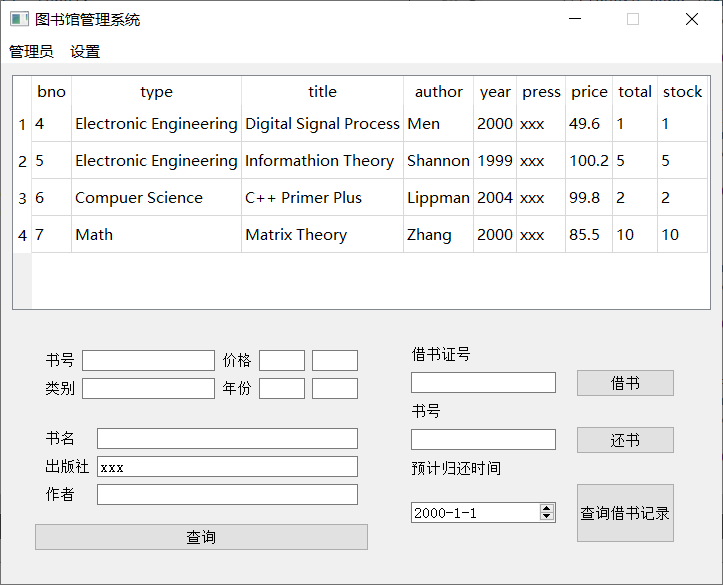 图书馆管理系统
管理员 设置
bno type title author year press price total stock
1 4 Electronic Engineering Digital Signal Process Men 2000 xxx 49.6 1 1
2 5 Electronic Engineering Informathion Theory Shannon 1999 xxx 100.2 5 5
3 6 Compuer Science C++ Primer Plus Lippman 2004 xxx 99.8 2 2
4 7 Math Matrix Theory Zhang 2000 xxx 85.5 10 10
书号 价格
类别 年份
书名
出版社 xxx
作者
查询
借书证号
借书
书号
还书
预计归还时间
2000-1-1
查询借书记录